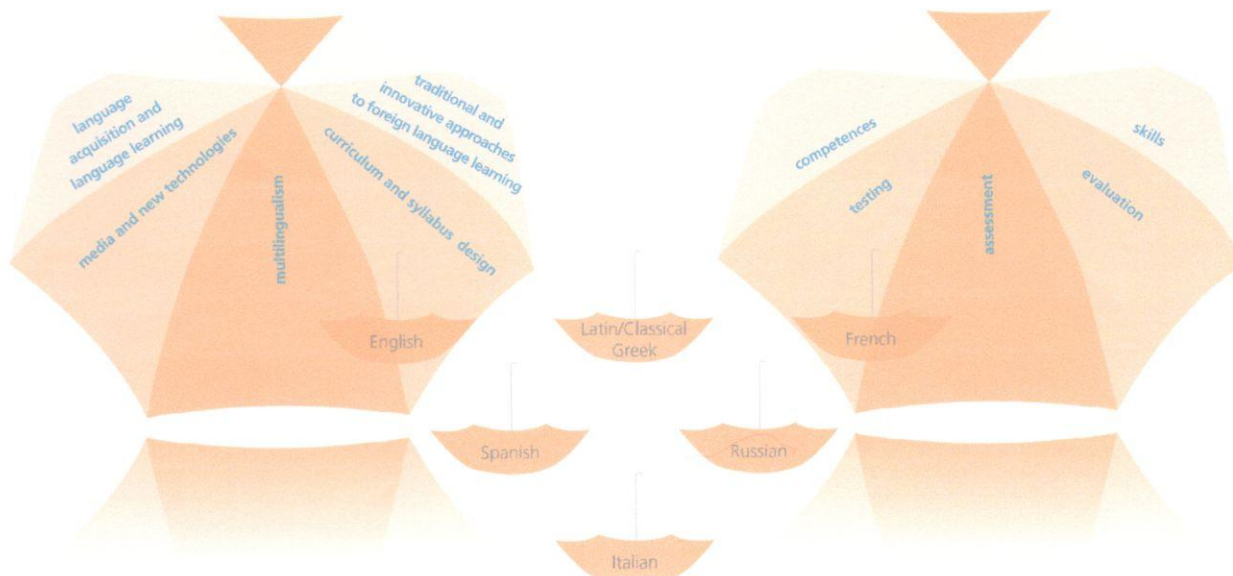 language
acquisition and
language learning
media and new technologies
multilingualism
curriculum and syllabus design
traditional and
innovative approaches
to foreign language learning
competences
testing
assessment
evaluation
skills
English
Latin/Classical
Greek
French
Spanish
Russian
Italian